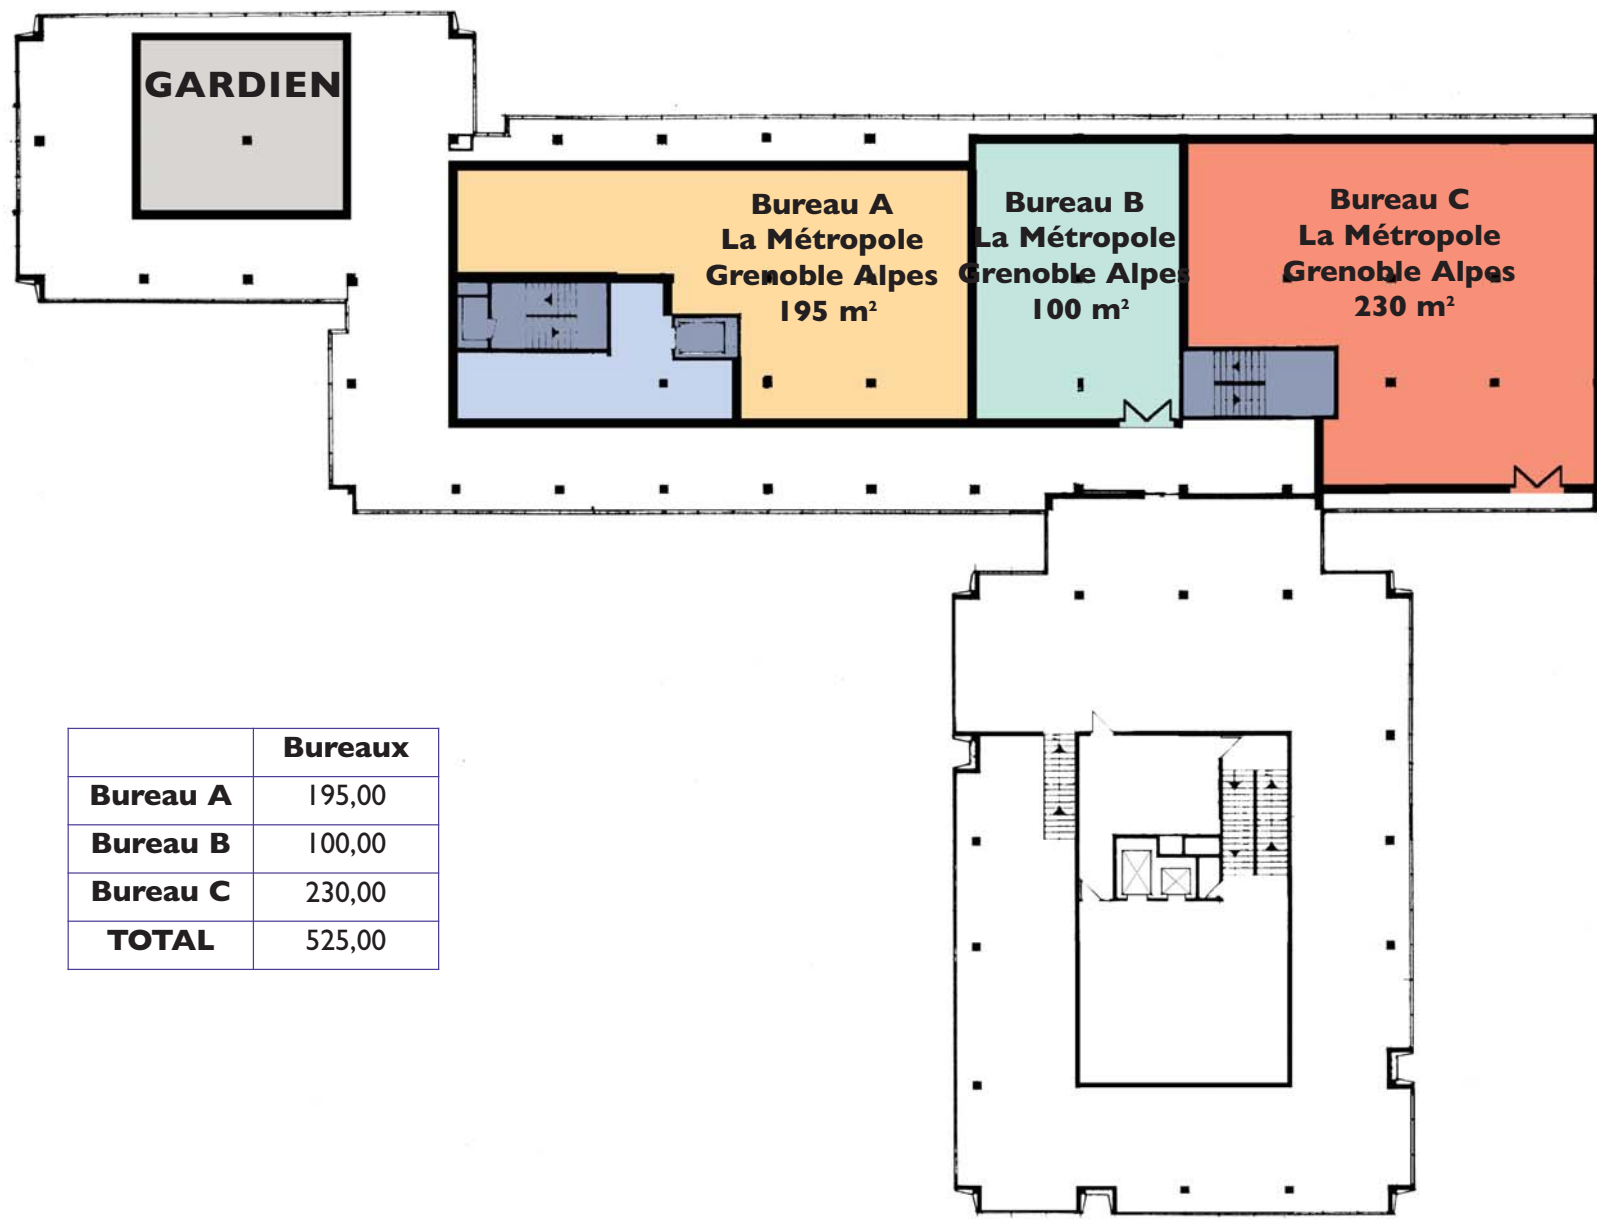 GARDIEN
Bureau A
La Métropole
Grenoble Alpes
195 m²
Bureau B
La Métropole
Grenoble Alpes
100 m²
Bureau C
La Métropole
Grenoble Alpes
230 m²
Bureaux
Bureau A 195,00
Bureau B 100,00
Bureau C 230,00
TOTAL 525,00